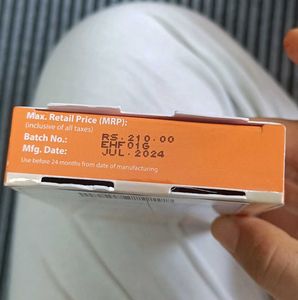 Max. Retail Price (MRP):
(inclusive of all taxes)
RS. 210.00
Batch No.: EHF01G
Mfg. Date: JUL. 2024
Use before 24 months from date of manufacturing